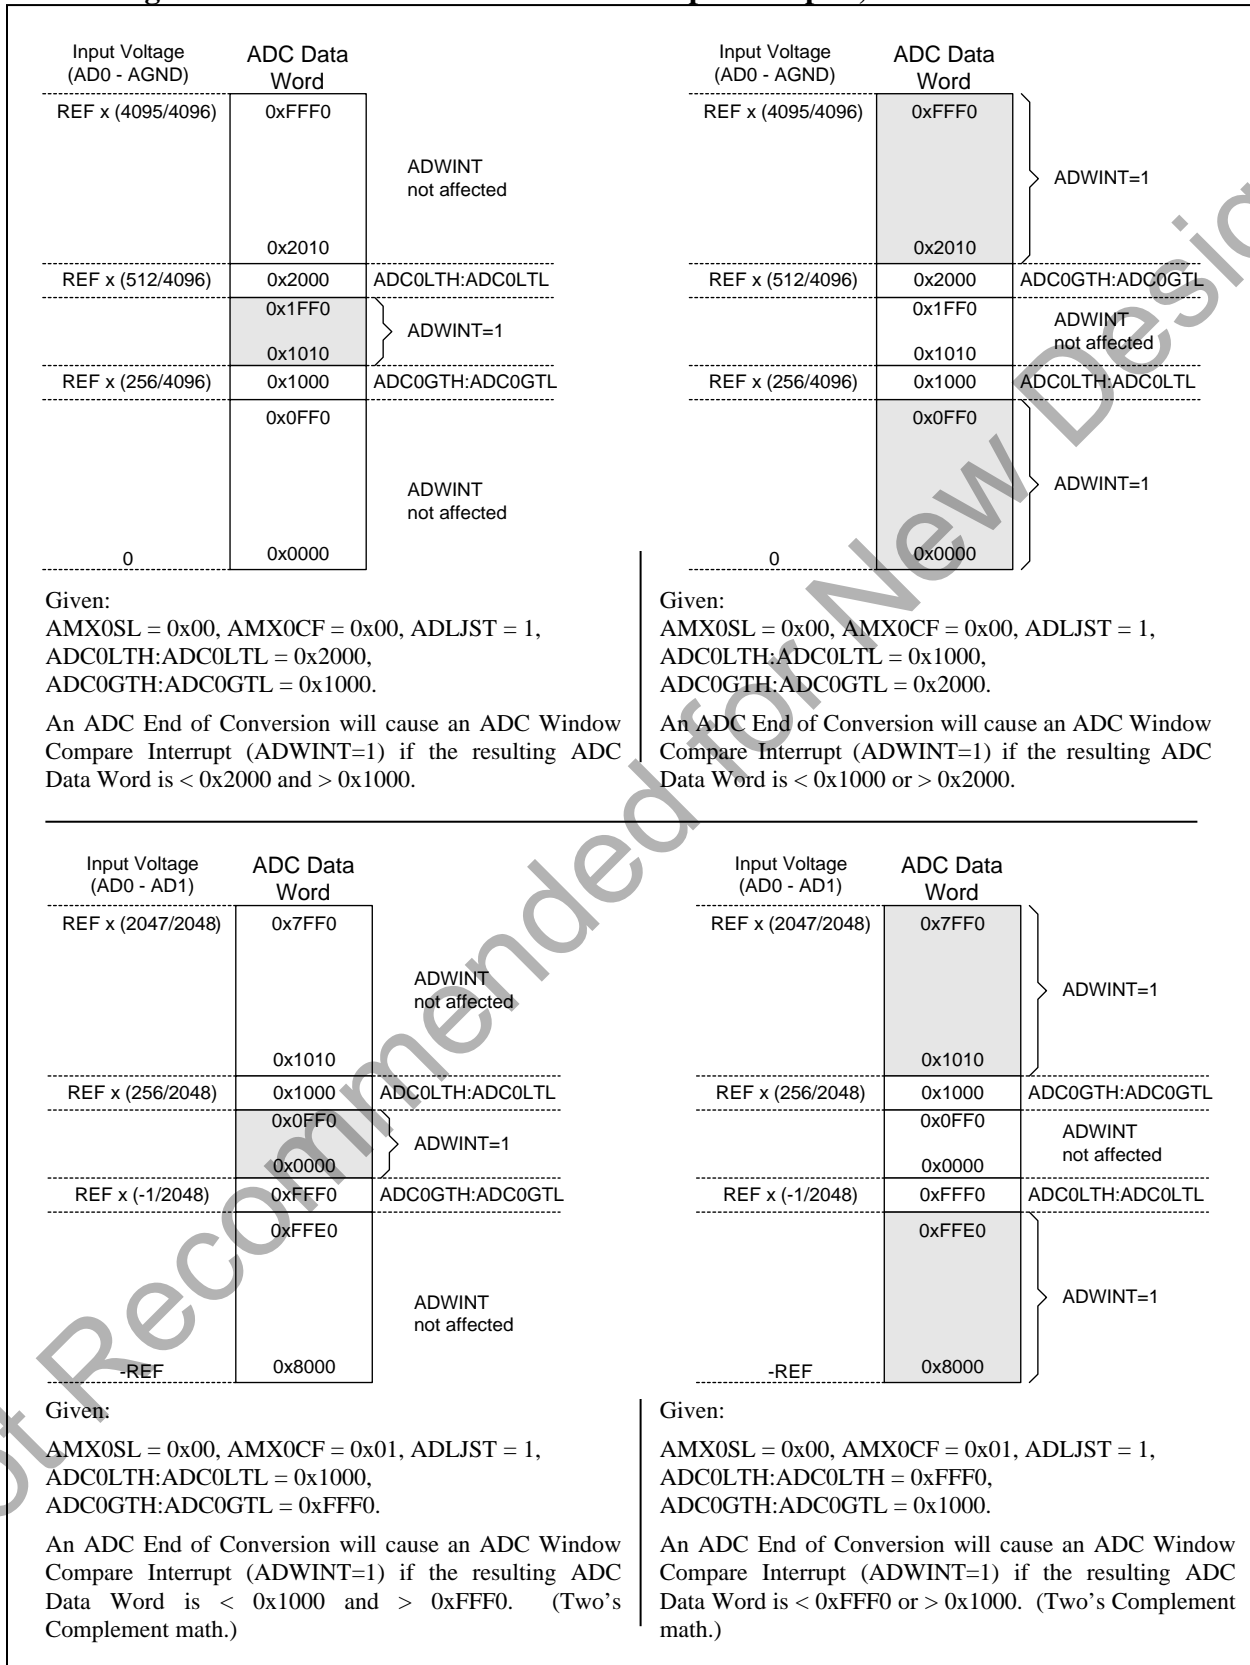 Input Voltage
(AD0 - AGND)
ADC Data
Word
REF x (4095/4096)
0xFFF0
ADWINT
not affected
0x2010
REF x (512/4096)
0x2000
ADC0LTH:ADC0LTL
0x1FF0
ADWINT=1
0x1010
REF x (256/4096)
0x1000
ADC0GTH:ADC0GTL
0x0FF0
ADWINT
not affected
0
0x0000
Given:
AMX0SL = 0x00, AMX0CF = 0x00, ADLJST = 1,
ADC0LTH:ADC0LTL = 0x2000,
ADC0GTH:ADC0GTL = 0x1000.
An ADC End of Conversion will cause an ADC Window
Compare Interrupt (ADWINT=1) if the resulting ADC
Data Word is < 0x2000 and > 0x1000.
Input Voltage
(AD0 - AGND)
ADC Data
Word
REF x (4095/4096)
0xFFF0
ADWINT=1
0x2010
REF x (512/4096)
0x2000
ADC0GTH:ADC0GTL
0x1FF0
ADWINT
not affected
0x1010
REF x (256/4096)
0x1000
ADC0LTH:ADC0LTL
0x0FF0
ADWINT=1
0
0x0000
Given:
AMX0SL = 0x00, AMX0CF = 0x00, ADLJST = 1,
ADC0LTH:ADC0LTL = 0x1000,
ADC0GTH:ADC0GTL = 0x2000.
An ADC End of Conversion will cause an ADC Window
Compare Interrupt (ADWINT=1) if the resulting ADC
Data Word is < 0x1000 or > 0x2000.
Input Voltage
(AD0 - AD1)
ADC Data
Word
REF x (2047/2048)
0x7FF0
ADWINT
not affected
0x1010
REF x (256/2048)
0x1000
ADC0LTH:ADC0LTL
0x0FF0
ADWINT=1
0x0000
REF x (-1/2048)
0xFFF0
ADC0GTH:ADC0GTL
0xFFE0
ADWINT
not affected
-REF
0x8000
Given:
AMX0SL = 0x00, AMX0CF = 0x01, ADLJST = 1,
ADC0LTH:ADC0LTL = 0x1000,
ADC0GTH:ADC0GTL = 0xFFF0.
An ADC End of Conversion will cause an ADC Window
Compare Interrupt (ADWINT=1) if the resulting ADC
Data Word is < 0x1000 and > 0xFFF0. (Two's
Complement math.)
Input Voltage
(AD0 - AD1)
ADC Data
Word
REF x (2047/2048)
0x7FF0
ADWINT=1
0x1010
REF x (256/2048)
0x1000
ADC0GTH:ADC0GTL
0x0FF0
ADWINT
not affected
0x0000
REF x (-1/2048)
0xFFF0
ADC0LTH:ADC0LTL
0xFFE0
ADWINT=1
-REF
0x8000
Given:
AMX0SL = 0x00, AMX0CF = 0x01, ADLJST = 1,
ADC0LTH:ADC0LTH = 0xFFF0,
ADC0GTH:ADC0GTL = 0x1000.
An ADC End of Conversion will cause an ADC Window
Compare Interrupt (ADWINT=1) if the resulting ADC
Data Word is < 0xFFF0 or > 0x1000. (Two's Complement
math.)
Recommended for New